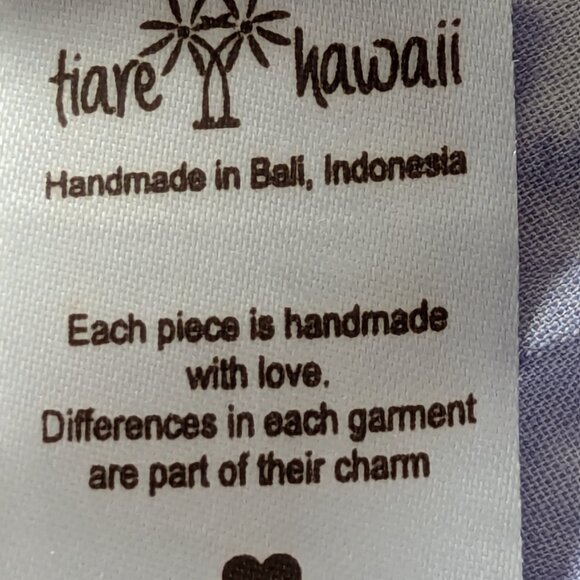 tiare hawaii
Handmade in Bali, Indonesia
Each piece is handmade
with love.
Differences in each garment
are part of their charm